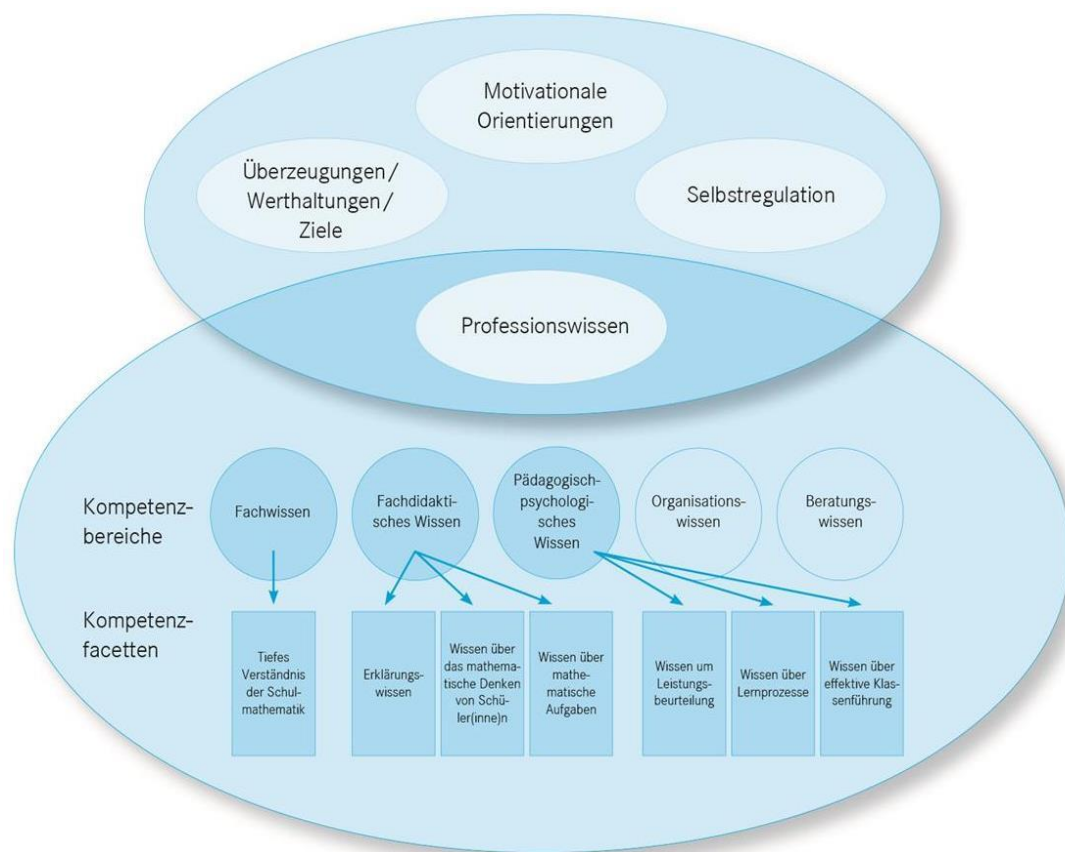 Motivationale
Orientierungen
Überzeugungen/
Werthaltungen/
Ziele
Selbstregulation
Professionswissen
Kompetenz-
bereiche
Fachwissen
Fachdidakti-
sches Wissen
Pädagogisch-
psychologi-
sches
Wissen
Organisations-
wissen
Beratungs-
wissen
Kompetenz-
facetten
Tiefes
Verständnis
der Schul-
mathematik
Erklärungs-
wissen
Wissen über
das mathema-
tische Denken
von Schü-
ler(inne)n
Wissen über
mathe-
matische
Aufgaben
Wissen um
Leistungs-
beurteilung
Wissen über
Lernprozesse
Wissen über
effektive Klas-
senführung